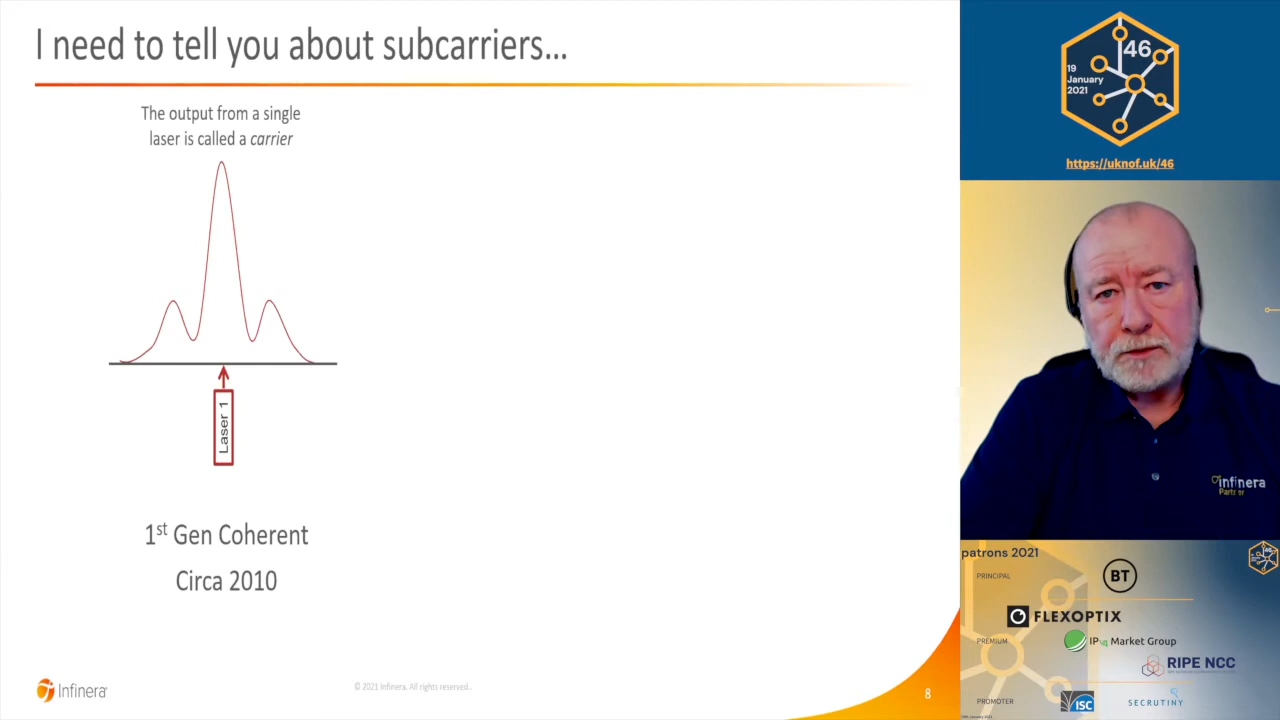 I need to tell you about subcarriers...
The output from a single
laser is called a carrier
Laser 1
1st Gen Coherent
Circa 2010
Infinera
© 2021 Infinera. All rights reserved.
8
46
19
January
2021
https://uknof.uk/46
infinera
patrons 2021
PRINCIPAL
BT
FLEXOPTIX
PREMIUM
IPv4 Market Group
RIPE NCC
PROMOTER
ISC
SECRUTINY